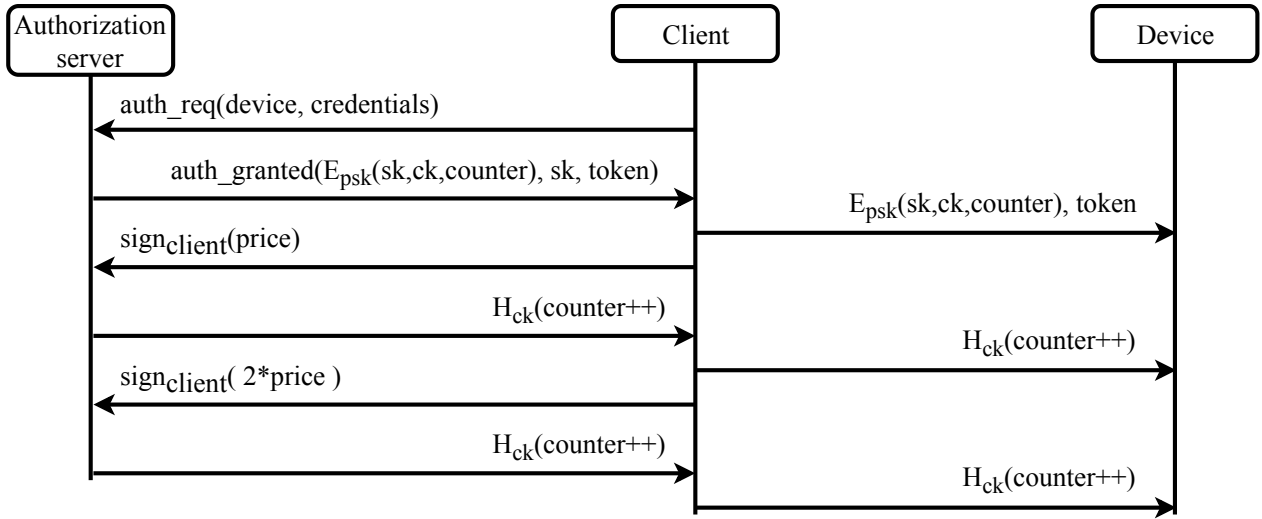 Authorization
server
Client
Device
auth_req(device, credentials)
auth_granted(Epsk(sk,ck,counter), sk, token)
Epsk(sk,ck,counter), token
signclient(price)
Hck(counter++)
Hck(counter++)
signclient( 2*price )
Hck(counter++)
Hck(counter++)